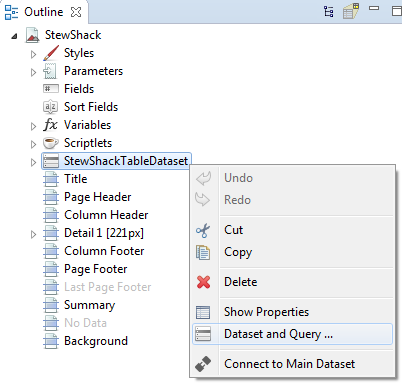 Outline
StewShack
Styles
Parameters
Fields
Sort Fields
fx Variables
Scriptlets
StewShackTableDataset
Title
Page Header
Column Header
Detail 1 [221px]
Column Footer
Page Footer
Last Page Footer
Summary
No Data
Background
Undo
Redo
Cut
Copy
Delete
Show Properties
Dataset and Query ...
Connect to Main Dataset